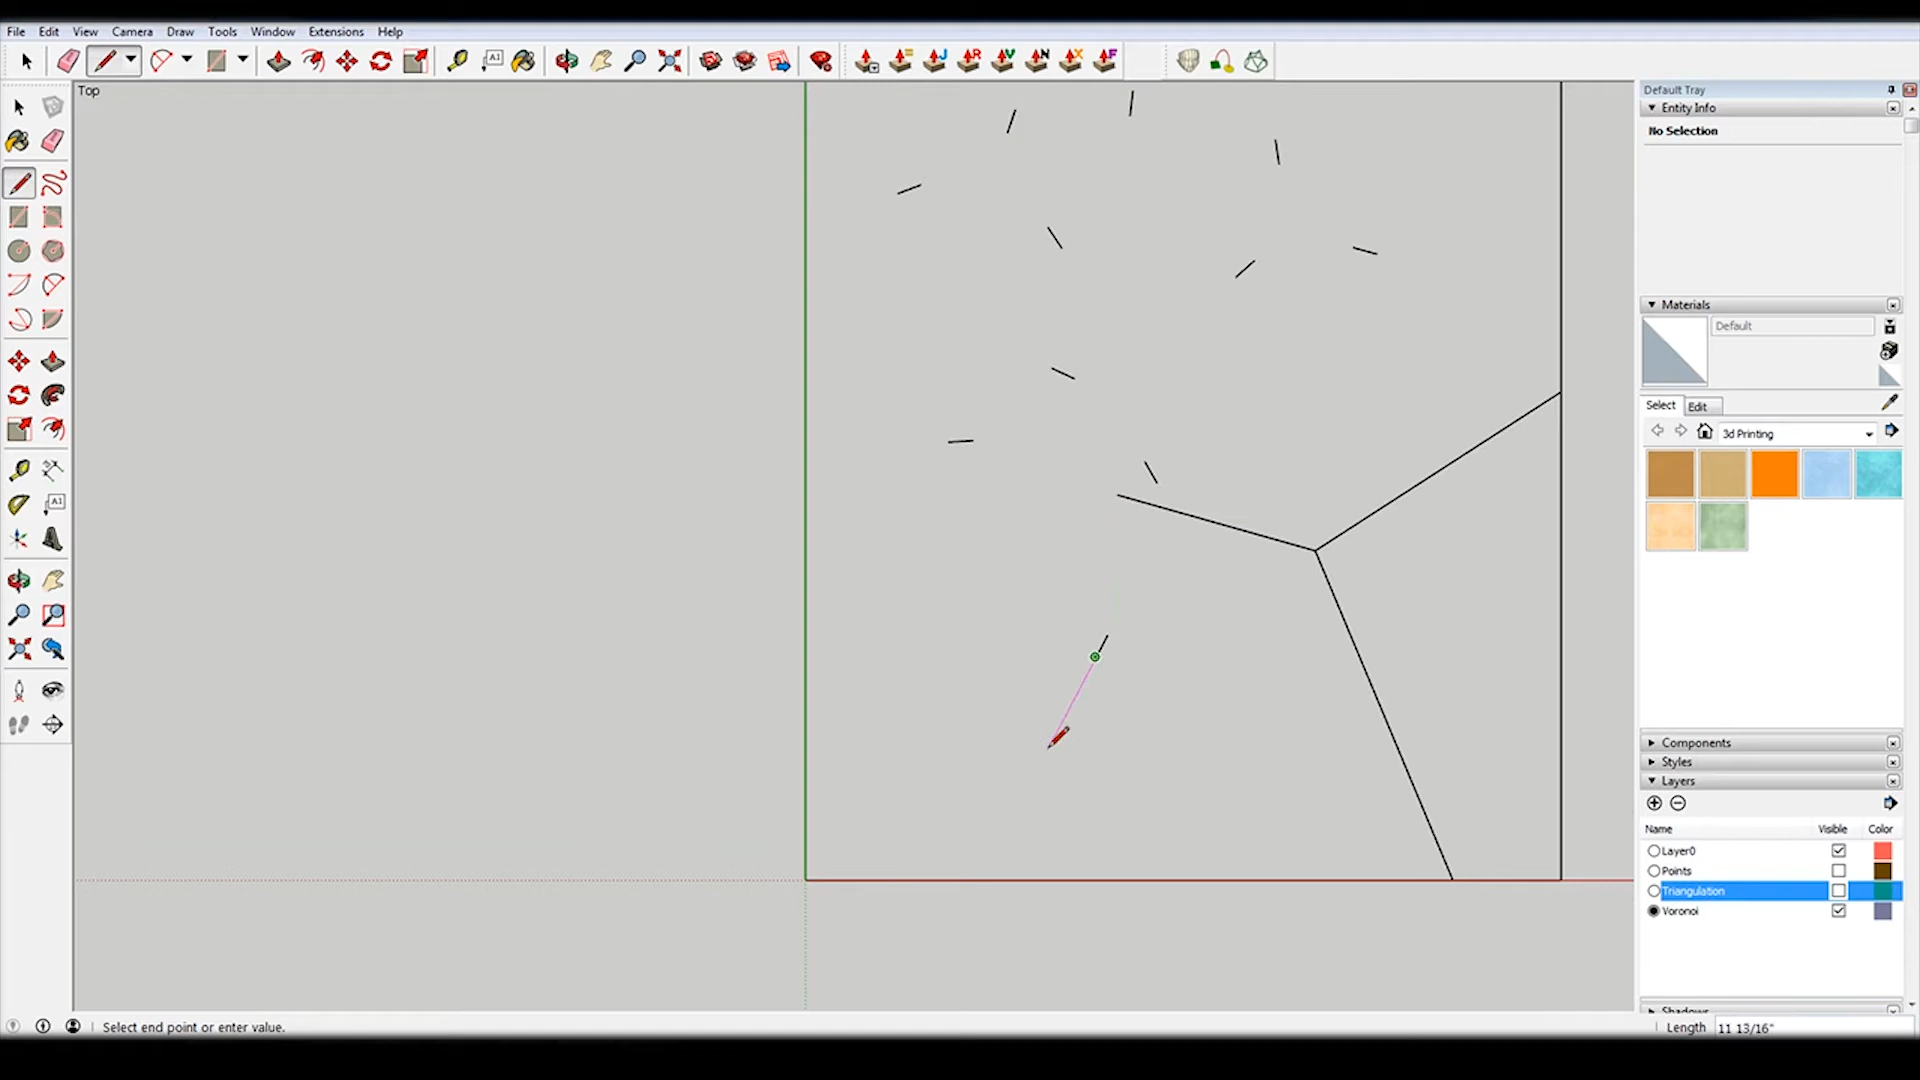 File Edit View Camera Draw Tools Window Extensions Help
Top
Default Tray
Entity Info
No Selection
Materials
Default
Select Edit
3d Printing
Components
Styles
Layers
Name Visible Color
Layer0
Points
Triangulation
Voronoi
Shadows
Select end point or enter value.
Length 11 13/16"